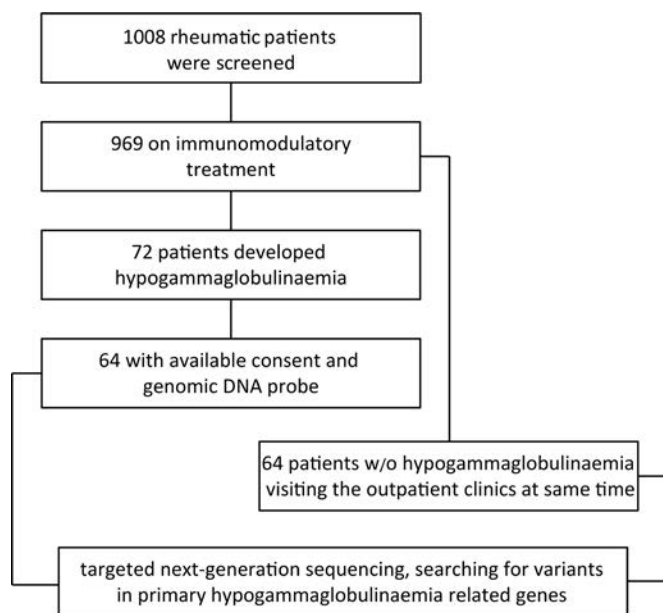 1008 rheumatic patients
were screened
969 on immunomodulatory
treatment
72 patients developed
hypogammaglobulinaemia
64 with available consent and
genomic DNA probe
64 patients w/o hypogammaglobulinaemia
visiting the outpatient clinics at same time
targeted next-generation sequencing, searching for variants
in primary hypogammaglobulinaemia related genes